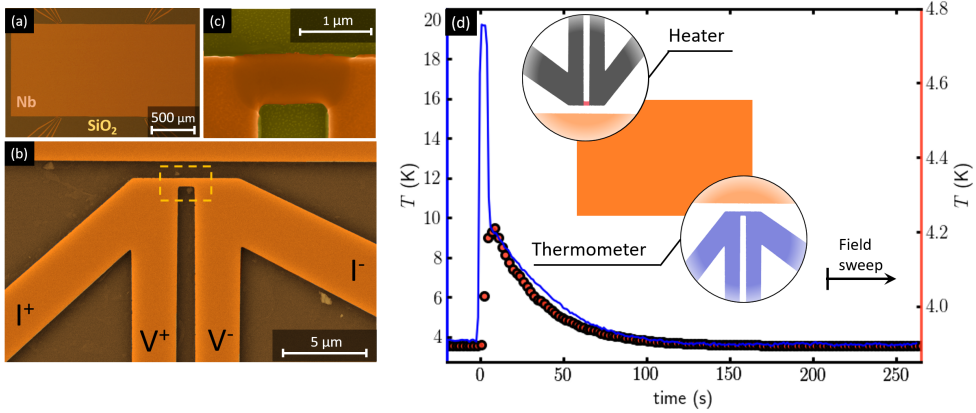 (a)
Nb
SiO₂
500 μm
(c)
1 μm
(b)
I⁺
V⁺
V⁻
I⁻
5 μm
(d)
Heater
Thermometer
Field
sweep
T (K)
20
18
16
14
12
10
8
6
4
T (K)
4.8
4.6
4.4
4.2
4.0
0
50
100
150
200
250
time (s)